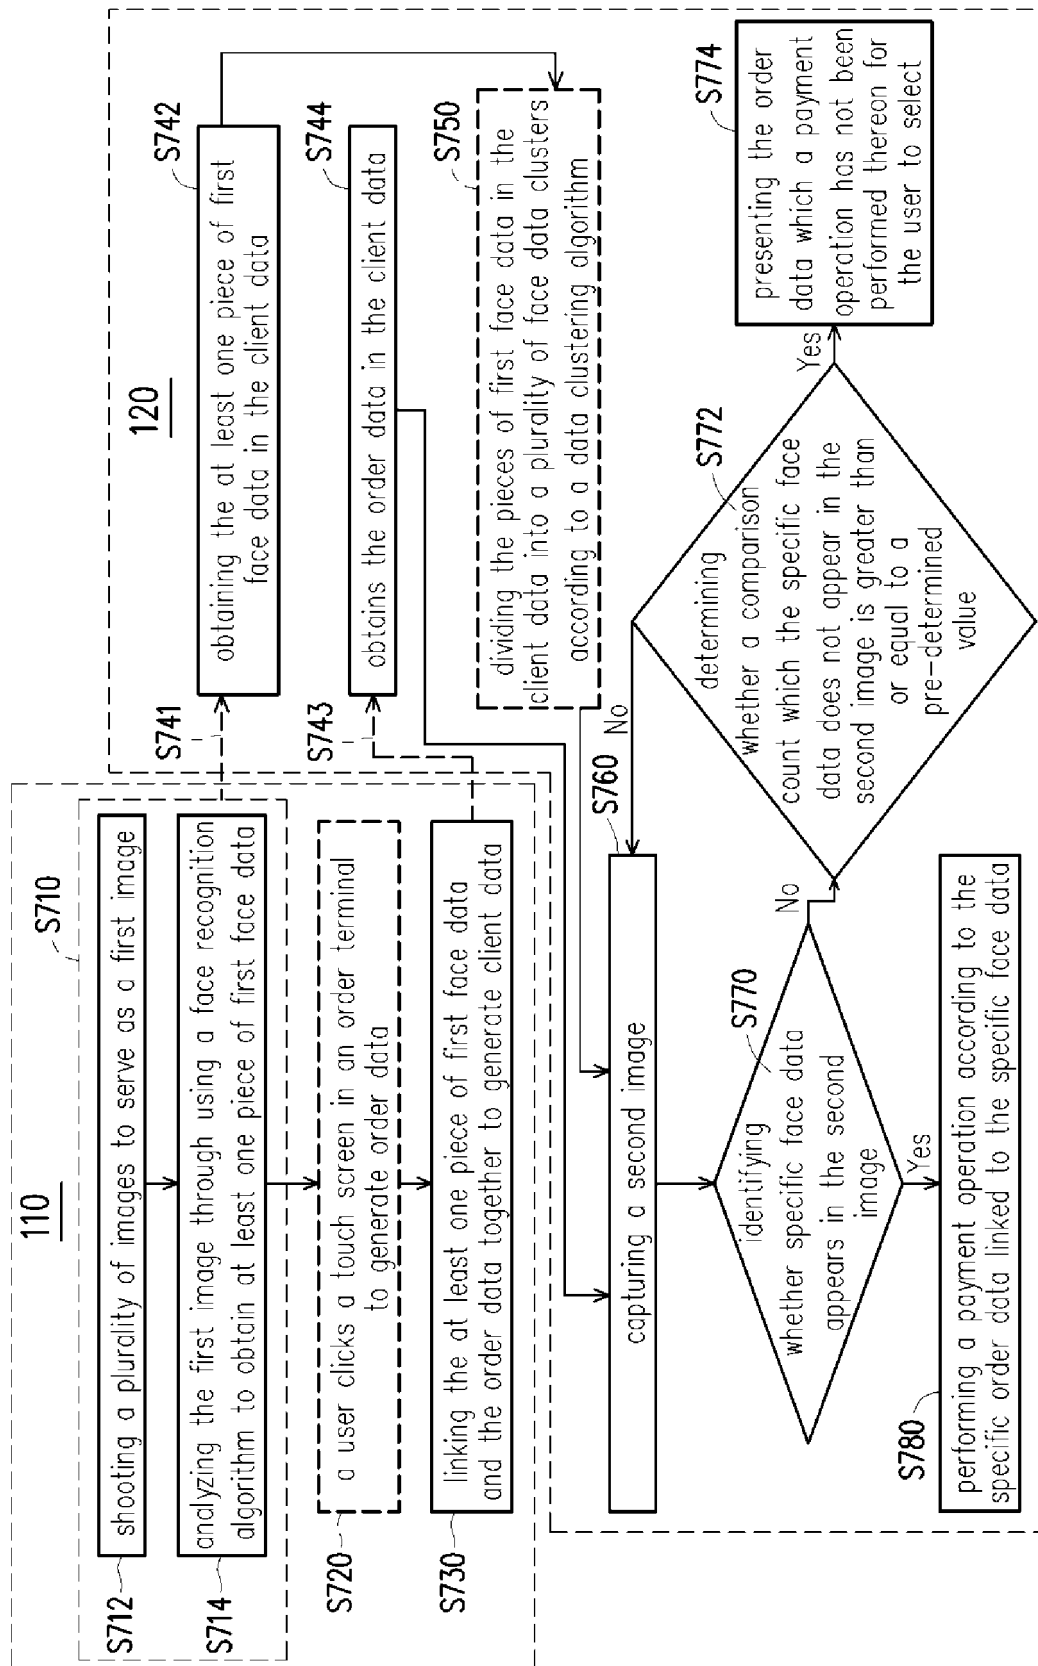 110
S710
S712
shooting a plurality of images to serve as a first image
S714
analyzing the first image through using a face recognition
algorithm to obtain at least one piece of first face data
S720
a user clicks a touch screen in an order terminal
to generate order data
S730
linking the at least one piece of first face data
and the order data together to generate client data
S741
S743
120
S742
obtaining the at least one piece of first
face data in the client data
S744
obtains the order data in the client data
S750
dividing the pieces of first face data in the
client data into a plurality of face data clusters
according to a data clustering algorithm
S760
capturing a second image
S770
identifying
whether specific face data
appears in the second
image
Yes
No
S780
performing a payment operation according to the
specific order data linked to the specific face data
S772
determining
whether a comparison
count which the specific face
data does not appear in the
second image is greater than
or equal to a
pre-determined
value
No
Yes
S774
presenting the order
data which a payment
operation has not been
performed thereon for
the user to select